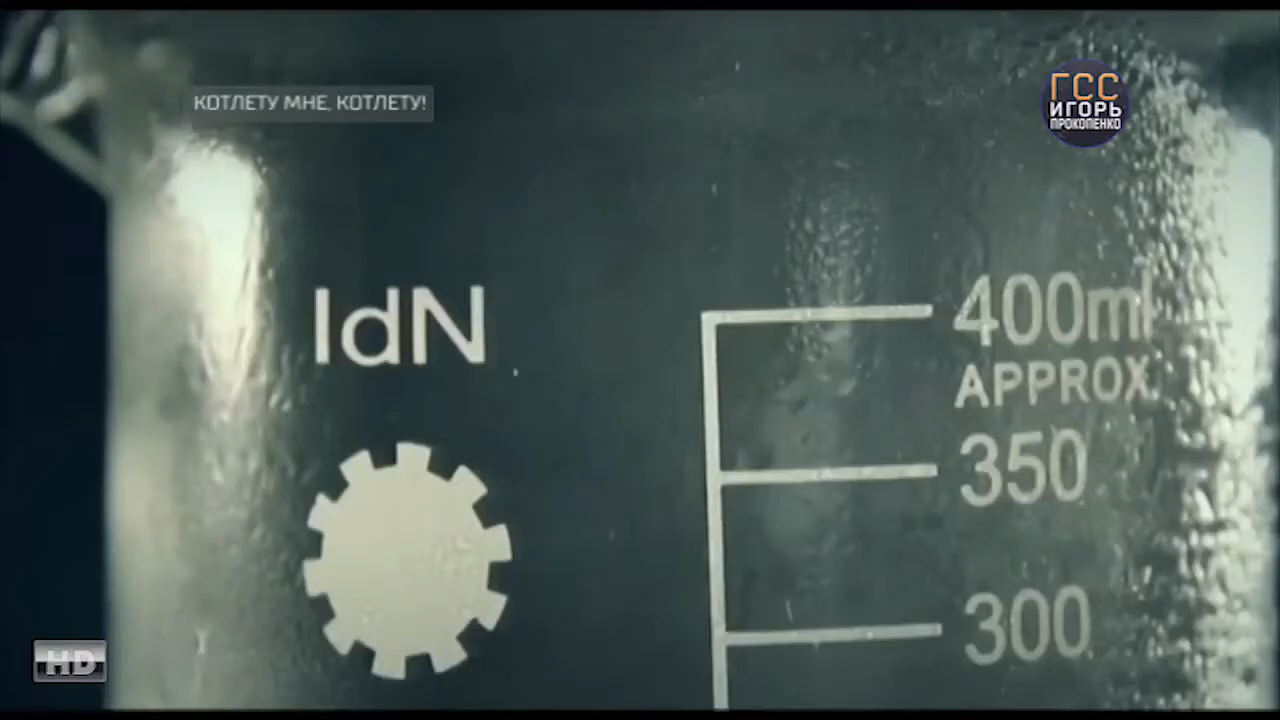 КОТЛЕТУ МНЕ, КОТЛЕТУ!
ГСС
ИГОРЬ
ПРОКОПЕНКО
IdN
400ml
APPROX.
350
300
HD